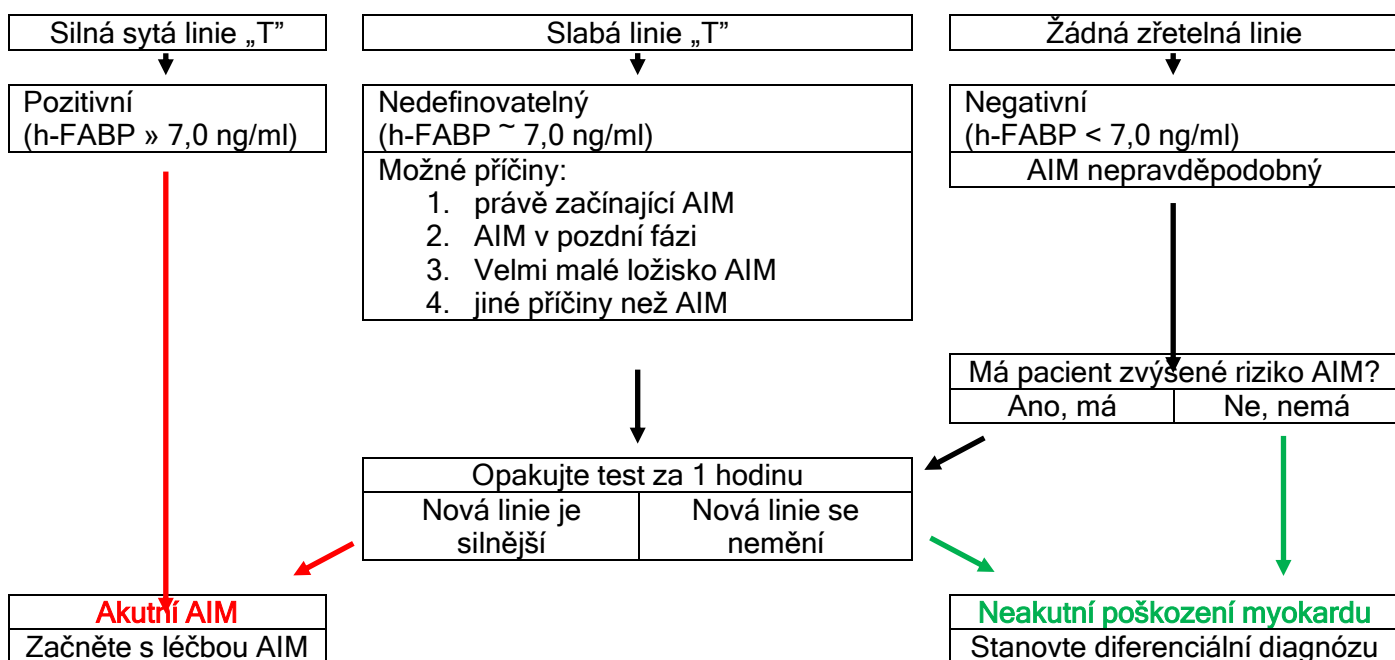 Silná sytá linie „T”
Slabá linie „T”
Žádná zřetelná linie
Pozitivní
(h-FABP » 7,0 ng/ml)
Nedefinovatelný
(h-FABP ~ 7,0 ng/ml)
Možné příčiny:
1. právě začínající AIM
2. AIM v pozdní fázi
3. Velmi malé ložisko AIM
4. jiné příčiny než AIM
Negativní
(h-FABP < 7,0 ng/ml)
AIM nepravděpodobný
Má pacient zvýšené riziko AIM?
Ano, má
Ne, nemá
Opakujte test za 1 hodinu
Nová linie je
silnější
Nová linie se
nemění
Akutní AIM
Začněte s léčbou AIM
Neakutní poškození myokardu
Stanovte diferenciální diagnózu